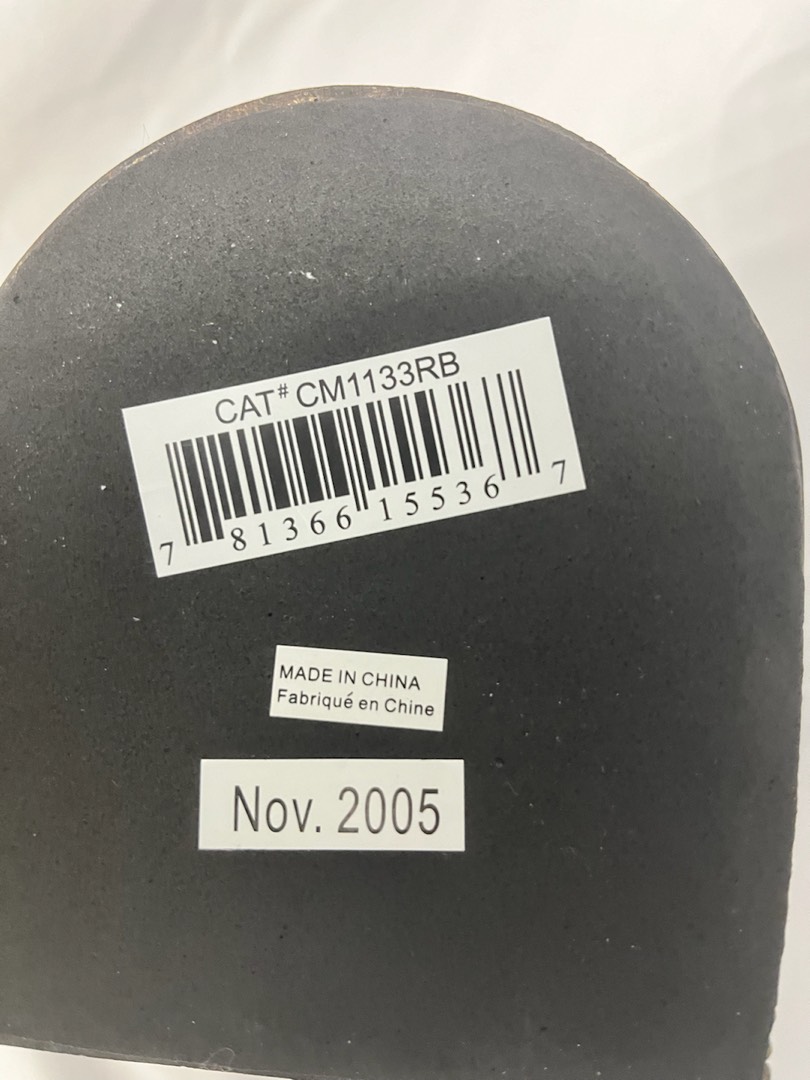 CAT# CM1133RB
7 81366 15536 7
MADE IN CHINA
Fabriqué en Chine
Nov. 2005